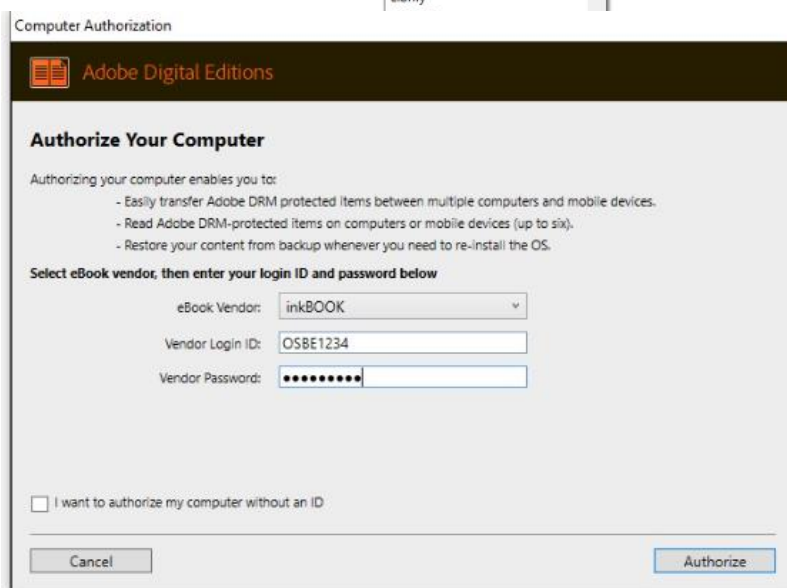 Computer Authorization
Adobe Digital Editions
Authorize Your Computer
Authorizing your computer enables you to:
- Easily transfer Adobe DRM protected items between multiple computers and mobile devices.
- Read Adobe DRM-protected items on computers or mobile devices (up to six).
- Restore your content from backup whenever you need to re-install the OS.
Select eBook vendor, then enter your login ID and password below
eBook Vendor: inkBOOK
Vendor Login ID: OSBE1234
Vendor Password: •••••••••
I want to authorize my computer without an ID
Cancel Authorize